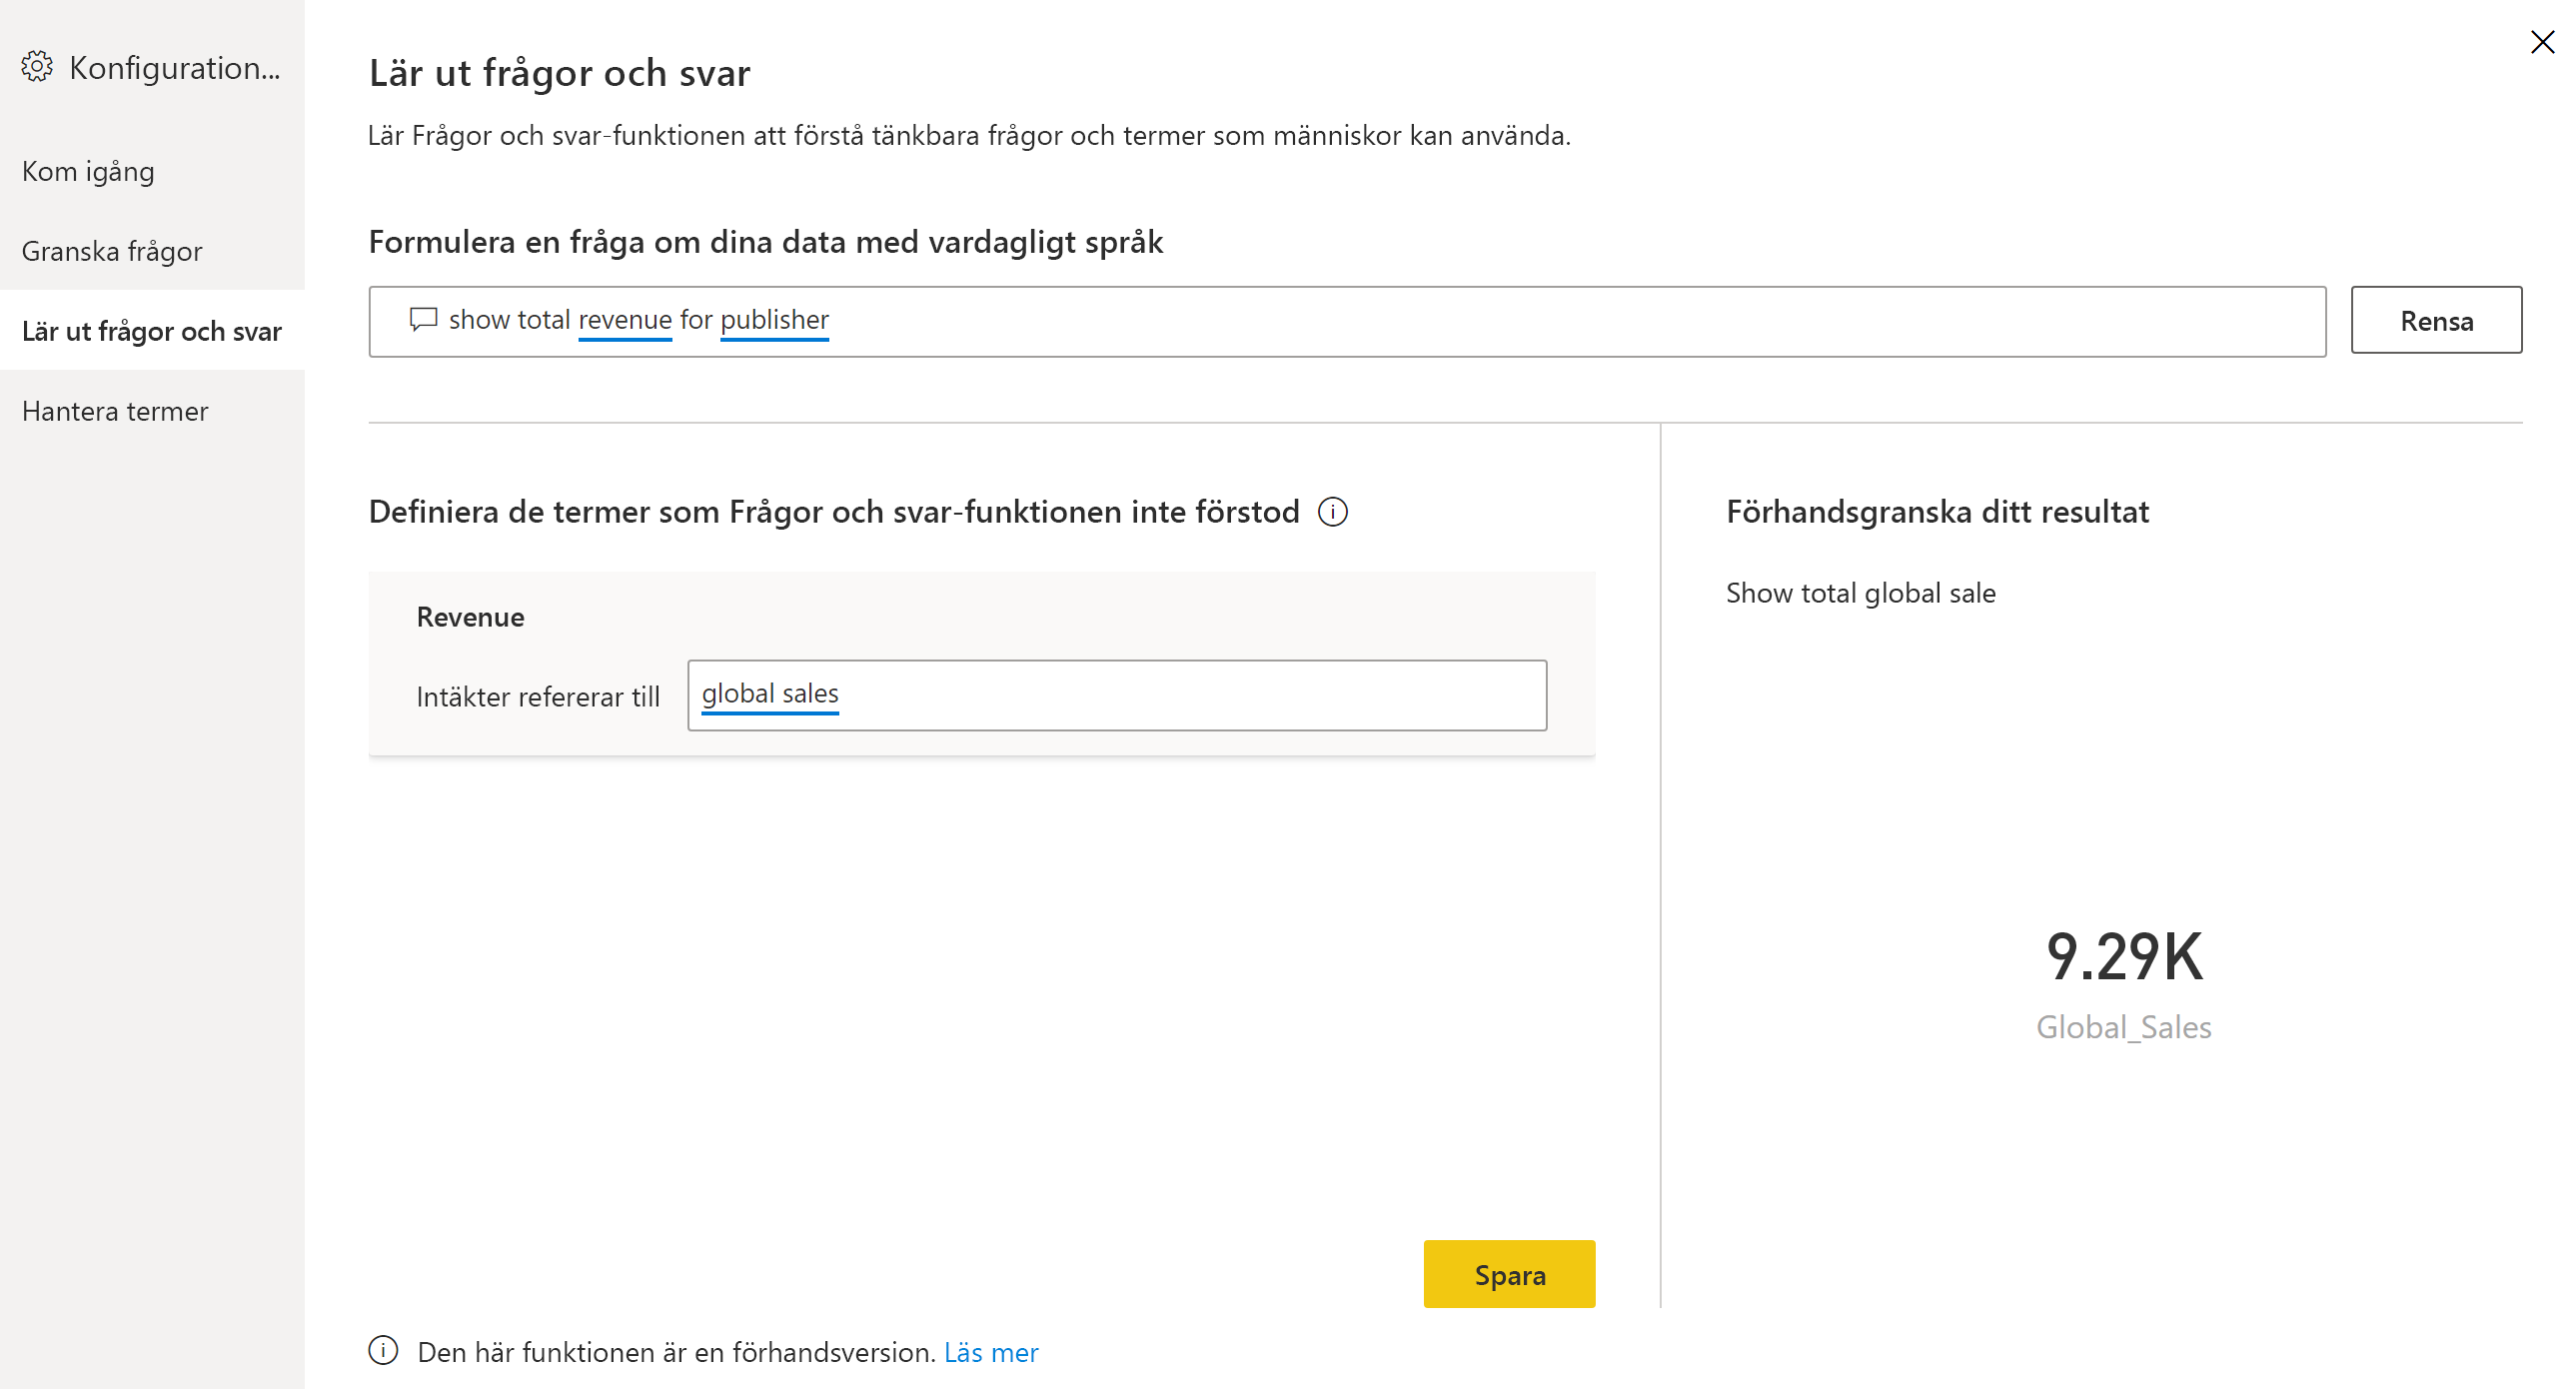 Konfiguration...
Kom igång
Granska frågor
Lär ut frågor och svar
Hantera termer
Lär ut frågor och svar
Lär Frågor och svar-funktionen att förstå tänkbara frågor och termer som människor kan använda.
Formulera en fråga om dina data med vardagligt språk
show total revenue for publisher
Rensa
Definiera de termer som Frågor och svar-funktionen inte förstod
Revenue
Intäkter refererar till global sales
Spara
Förhandsgranska ditt resultat
Show total global sale
9.29K
Global_Sales
Den här funktionen är en förhandsversion. Läs mer